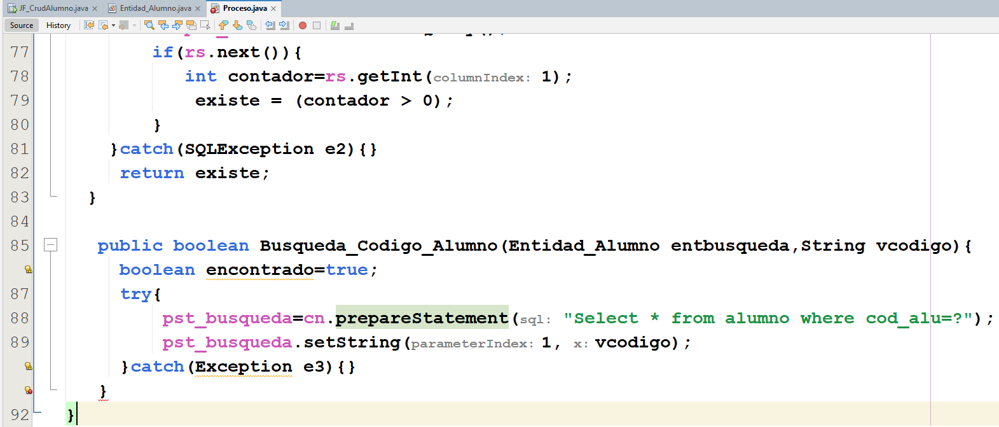 JF_CrudAlumno.java Entidad_Alumno.java Proceso.java
Source History
77 if(rs.next()){
78 int contador=rs.getInt(columnIndex: 1);
79 existe = (contador > 0);
80 }
81 }catch(SQLException e2){}
82 return existe;
83 }
84
85 public boolean Busqueda_Codigo_Alumno(Entidad_Alumno entbusqueda,String vcodigo){
boolean encontrado=true;
87 try{
88 pst_busqueda=cn.prepareStatement(sql: "Select * from alumno where cod_alu=?");
89 pst_busqueda.setString(parameterIndex: 1, x: vcodigo);
}catch(Exception e3){}
}
92 }